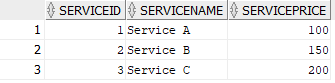 SERVICEID SERVICENAME SERVICEPRICE
1 1 Service A 100
2 2 Service B 150
3 3 Service C 200